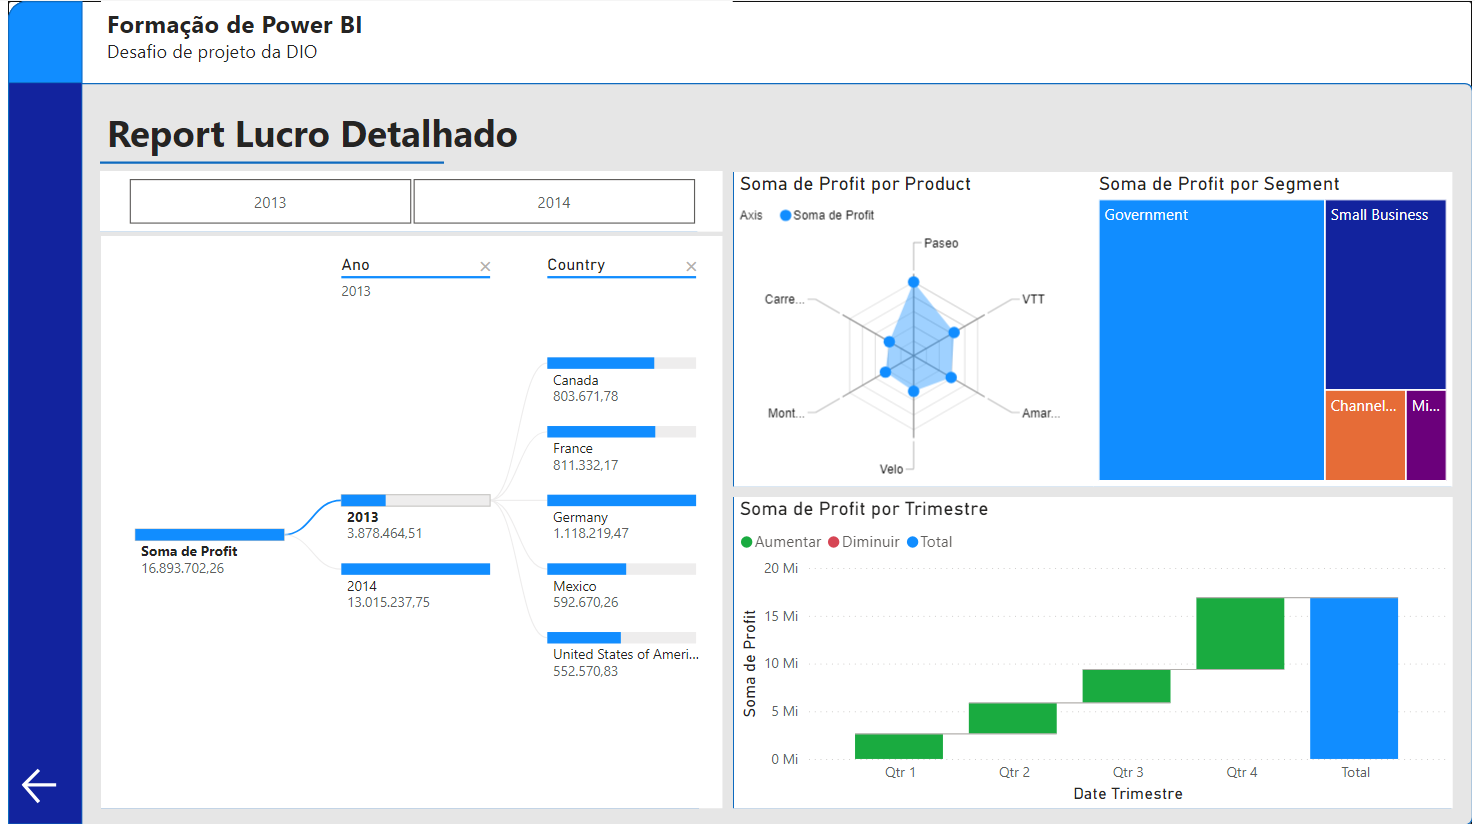 Formação de Power BI
Desafio de projeto da DIO
Report Lucro Detalhado
2013
2014
Ano
2013
Country
Soma de Profit
16.893.702,26
2013
3.878.464,51
2014
13.015.237,75
Canada
803.671,78
France
811.332,17
Germany
1.118.219,47
Mexico
592.670,26
United States of Ameri...
552.570,83
Soma de Profit por Product
Axis Soma de Profit
Paseo
VTT
Amar...
Velo
Mont...
Carre...
Soma de Profit por Segment
Government
Small Business
Channel...
Mi...
Soma de Profit por Trimestre
Aumentar Diminuir Total
Soma de Profit
20 Mi
15 Mi
10 Mi
5 Mi
0 Mi
Qtr 1 Qtr 2 Qtr 3 Qtr 4 Total
Date Trimestre